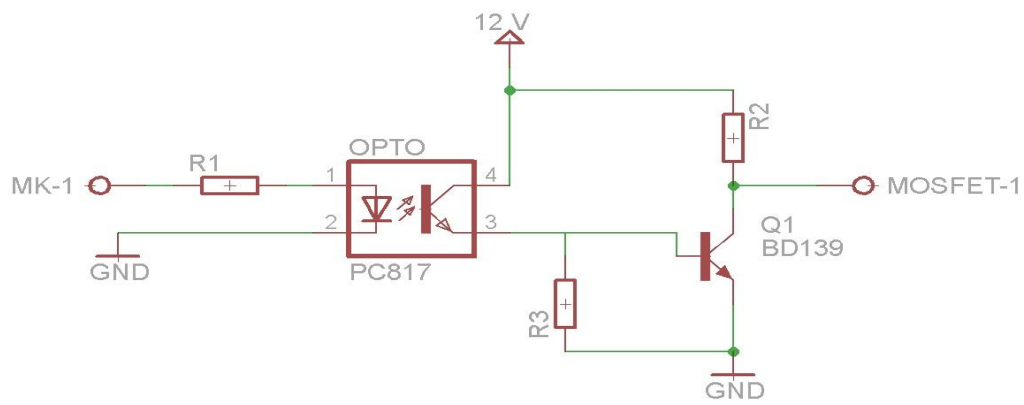 12 V
OPTO
R1
R2
MK-1
1
4
MOSFET-1
2
3
Q1
BD139
GND
PC817
R3
GND